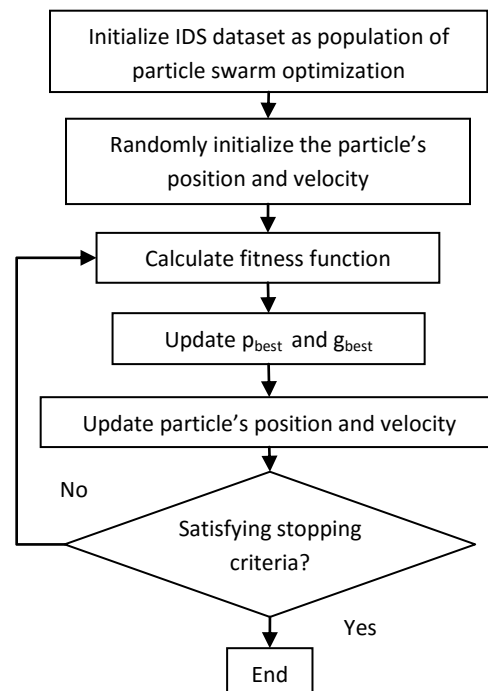 Initialize IDS dataset as population of
particle swarm optimization
Randomly initialize the particle's
position and velocity
Calculate fitness function
Update pbest and gbest
Update particle's position and velocity
No
Satisfying stopping
criteria?
Yes
End